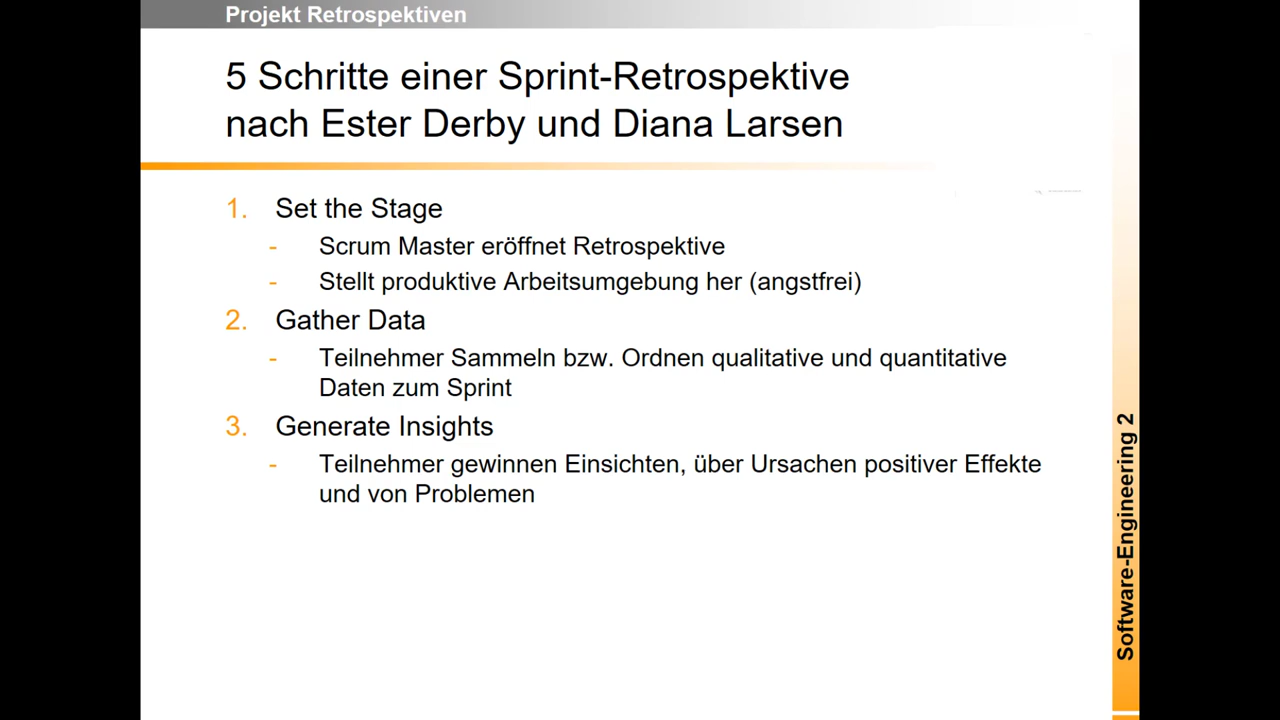 Projekt Retrospektiven
5 Schritte einer Sprint-Retrospektive
nach Ester Derby und Diana Larsen
1. Set the Stage
- Scrum Master eröffnet Retrospektive
- Stellt produktive Arbeitsumgebung her (angstfrei)
2. Gather Data
- Teilnehmer Sammeln bzw. Ordnen qualitative und quantitative
Daten zum Sprint
3. Generate Insights
- Teilnehmer gewinnen Einsichten, über Ursachen positiver Effekte
und von Problemen
Software-Engineering 2